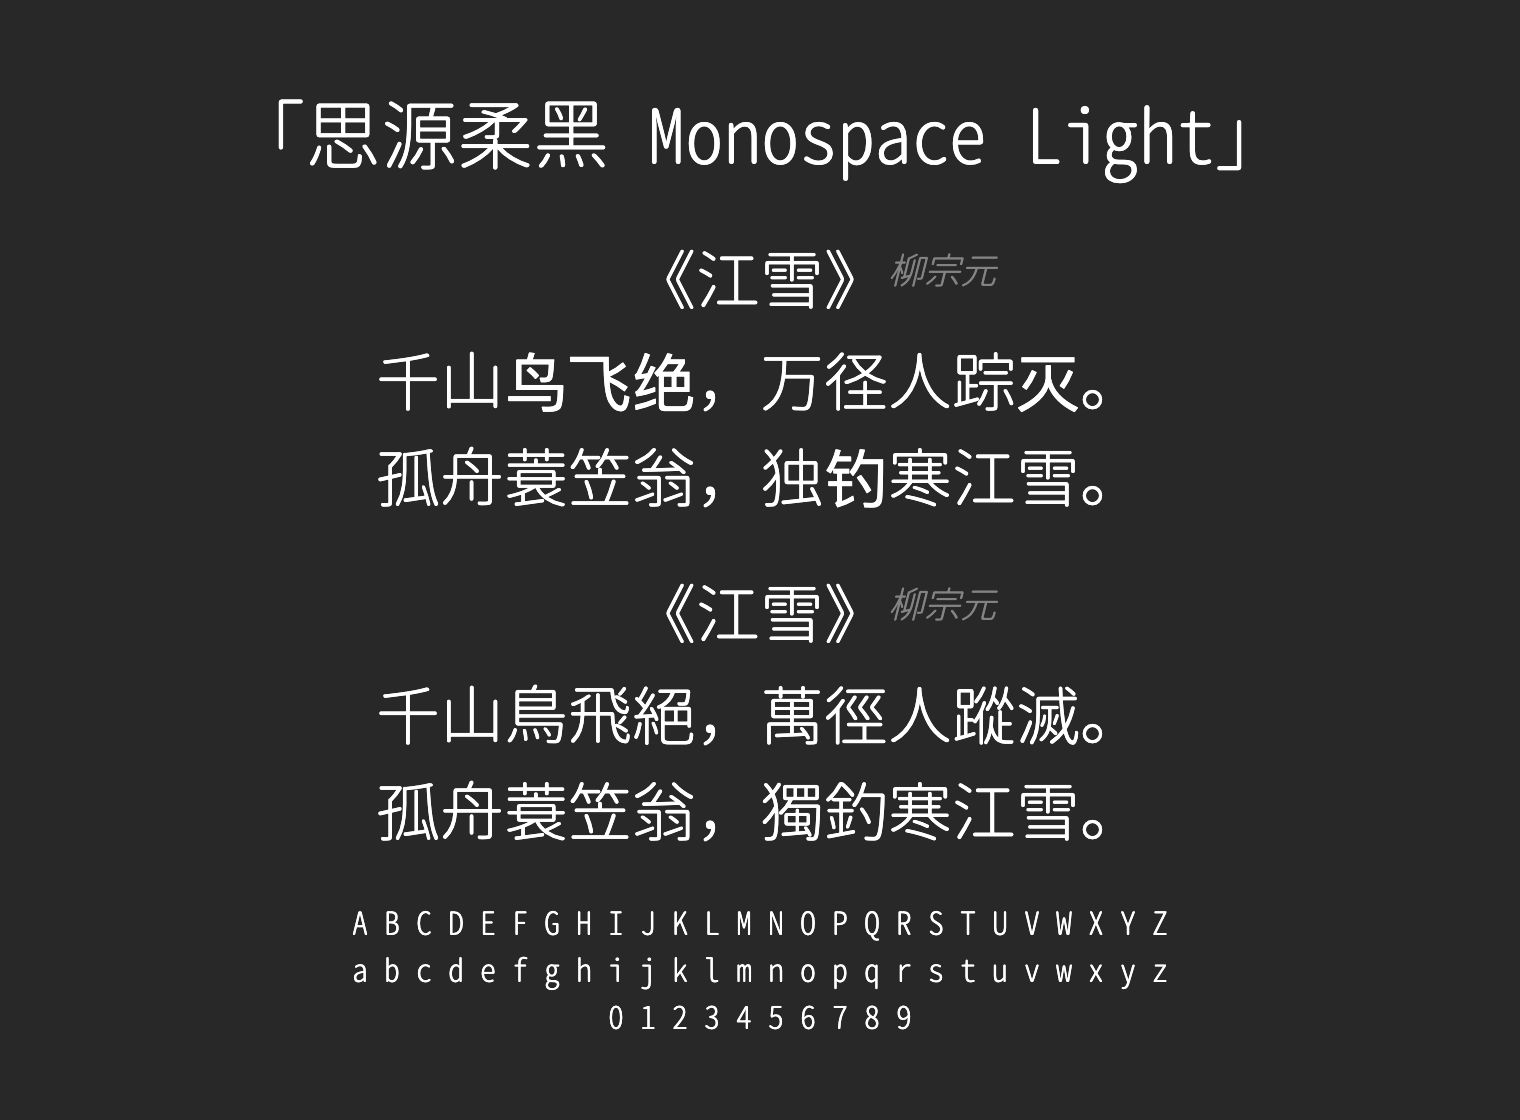 「思源柔黑 Monospace Light」
《江雪》 柳宗元
千山鸟飞绝，万径人踪灭。
孤舟蓑笠翁，独钓寒江雪。
《江雪》 柳宗元
千山鳥飛絕，萬徑人蹤滅。
孤舟蓑笠翁，獨釣寒江雪。
A B C D E F G H I J K L M N O P Q R S T U V W X Y Z
a b c d e f g h i j k l m n o p q r s t u v w x y z
0 1 2 3 4 5 6 7 8 9